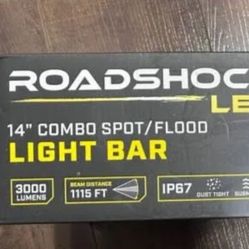 ROADSHOC
LE
14" COMBO SPOT/FLOOD
LIGHT BAR
3000 LUMENS
BEAM DISTANCE
1115 FT
IP67
DUST TIGHT